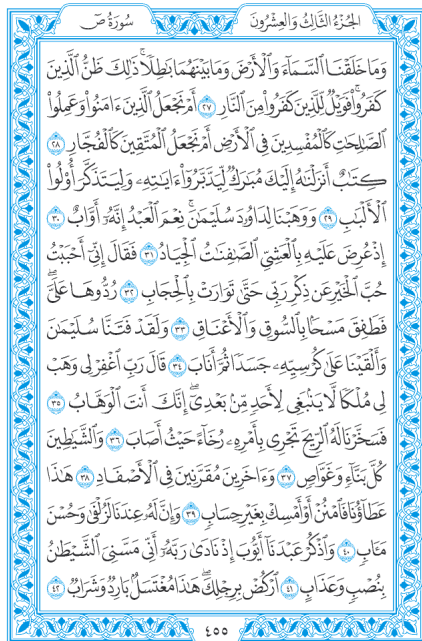 سُورَةُ صٓ الجُزْءُ الثَّالِثُ وَالعِشْرُونَ
وَمَا خَلَقْنَا ٱلسَّمَآءَ وَٱلْأَرْضَ وَمَا بَيْنَهُمَا بَٰطِلًا ۚ ذَٰلِكَ ظَنُّ ٱلَّذِينَ
كَفَرُوا۟ ۚ فَوَيْلٌ لِّلَّذِينَ كَفَرُوا۟ مِنَ ٱلنَّارِ ٢٧ أَمْ نَجْعَلُ ٱلَّذِينَ ءَامَنُوا۟ وَعَمِلُوا۟
ٱلصَّٰلِحَٰتِ كَٱلْمُفْسِدِينَ فِى ٱلْأَرْضِ أَمْ نَجْعَلُ ٱلْمُتَّقِينَ كَٱلْفُجَّارِ ٢٨
كِتَٰبٌ أَنزَلْنَٰهُ إِلَيْكَ مُبَٰرَكٌ لِّيَدَّبَّرُوٓا۟ ءَايَٰتِهِۦ وَلِيَتَذَكَّرَ أُو۟لُوا۟
ٱلْأَلْبَٰبِ ٢٩ وَوَهَبْنَا لِدَاوُۥدَ سُلَيْمَٰنَ ۚ نِعْمَ ٱلْعَبْدُ ۖ إِنَّهُۥٓ أَوَّابٌ ٣٠
إِذْ عُرِضَ عَلَيْهِ بِٱلْعَشِىِّ ٱلصَّٰفِنَٰتُ ٱلْجِيَادُ ٣١ فَقَالَ إِنِّىٓ أَحْبَبْتُ
حُبَّ ٱلْخَيْرِ عَن ذِكْرِ رَبِّى حَتَّىٰ تَوَارَتْ بِٱلْحِجَابِ ٣٢ رُدُّوهَا عَلَىَّ ۖ
فَطَفِقَ مَسْحًۢا بِٱلسُّوقِ وَٱلْأَعْنَاقِ ٣٣ وَلَقَدْ فَتَنَّا سُلَيْمَٰنَ
وَأَلْقَيْنَا عَلَىٰ كُرْسِيِّهِۦ جَسَدًا ثُمَّ أَنَابَ ٣٤ قَالَ رَبِّ ٱغْفِرْ لِى وَهَبْ
لِى مُلْكًا لَّا يَنۢبَغِى لِأَحَدٍ مِّنۢ بَعْدِىٓ ۖ إِنَّكَ أَنتَ ٱلْوَهَّابُ ٣٥
فَسَخَّرْنَا لَهُ ٱلرِّيحَ تَجْرِى بِأَمْرِهِۦ رُخَآءً حَيْثُ أَصَابَ ٣٦ وَٱلشَّيَٰطِينَ
كُلَّ بَنَّآءٍ وَغَوَّاصٍ ٣٧ وَءَاخَرِينَ مُقَرَّنِينَ فِى ٱلْأَصْفَادِ ٣٨ هَٰذَا
عَطَآؤُنَا فَٱمْنُنْ أَوْ أَمْسِكْ بِغَيْرِ حِسَابٍ ٣٩ وَإِنَّ لَهُۥ عِندَنَا لَزُلْفَىٰ وَحُسْنَ
مَـَٔابٍ ٤٠ وَٱذْكُرْ عَبْدَنَآ أَيُّوبَ إِذْ نَادَىٰ رَبَّهُۥٓ أَنِّى مَسَّنِىَ ٱلشَّيْطَٰنُ
بِنُصْبٍ وَعَذَابٍ ٤١ ٱرْكُضْ بِرِجْلِكَ ۖ هَٰذَا مُغْتَسَلٌۢ بَارِدٌ وَشَرَابٌ ٤٢
٤٥٥